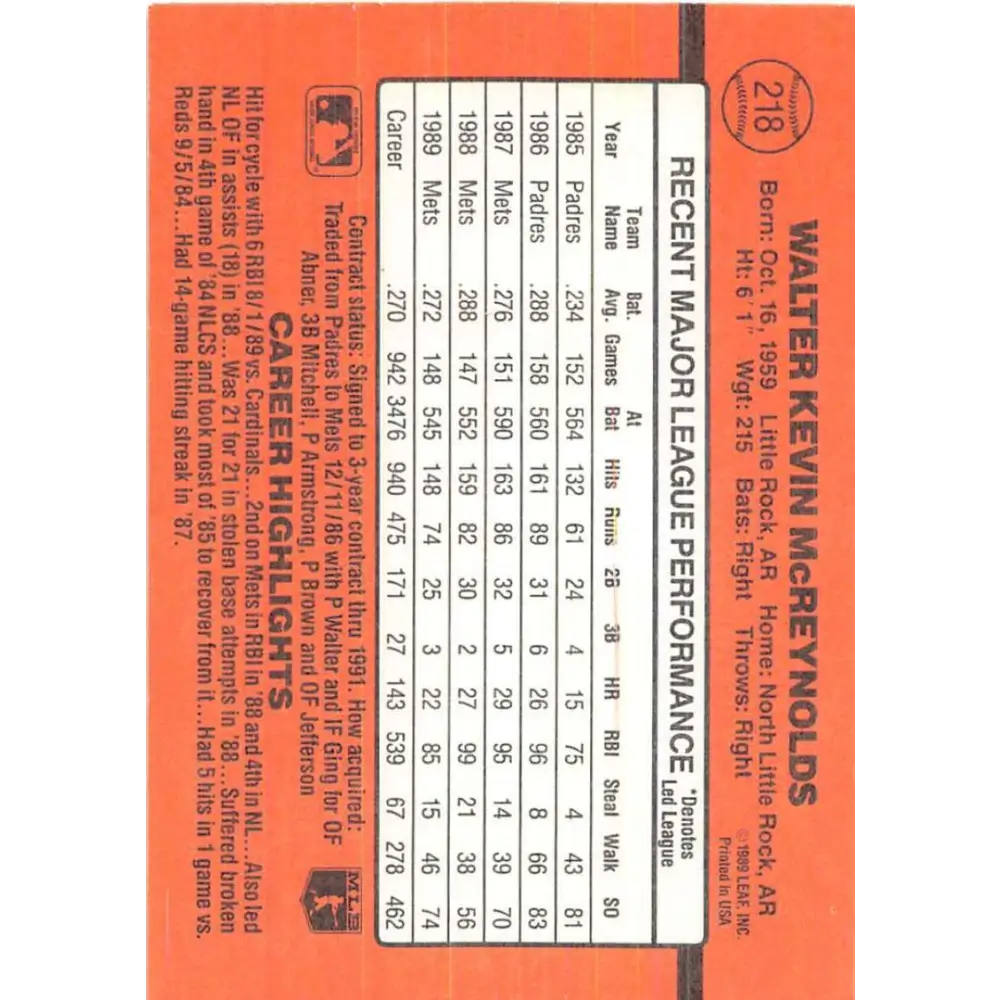 218
WALTER KEVIN McREYNOLDS
Born: Oct. 16, 1959 Little Rock, AR Home: North Little Rock, AR
Ht: 6'1" Wgt: 215 Bats: Right Throws: Right
©1989 LEAF, INC.
Printed in USA
RECENT MAJOR LEAGUE PERFORMANCE *Denotes Led League
Year Team Name Bat. Avg. Games At Bat Hits Runs 2B 3B HR RBI Steal Walk SO
1985 Padres .234 152 564 132 61 24 4 15 75 4 43 81
1986 Padres .288 158 560 161 89 31 6 26 96 8 66 83
1987 Mets .276 151 590 163 86 32 5 29 95 14 39 70
1988 Mets .288 147 552 159 82 30 2 27 99 21 38 56
1989 Mets .272 148 545 148 74 25 3 22 85 15 46 74
Career .270 942 3476 940 475 171 27 143 539 67 278 462
Contract status: Signed to 3-year contract thru 1991. How acquired:
Traded from Padres to Mets 12/11/86 with P Walter and IF Ging for OF
Abner, 3B Mitchell, P Armstrong, P Brown and OF Jefferson
MLB
CAREER HIGHLIGHTS
Hit for cycle with 6 RBI 8/1/89 vs. Cardinals...2nd on Mets in RBI in '88 and 4th in NL...Also led
NL OF in assists (18) in '88...Was 21 for 21 in stolen base attempts in '88...Suffered broken
hand in 4th game of '84 NLCS and took most of '85 to recover from it...Had 5 hits in 1 game vs.
Reds 9/5/84...Had 14-game hitting streak in '87.